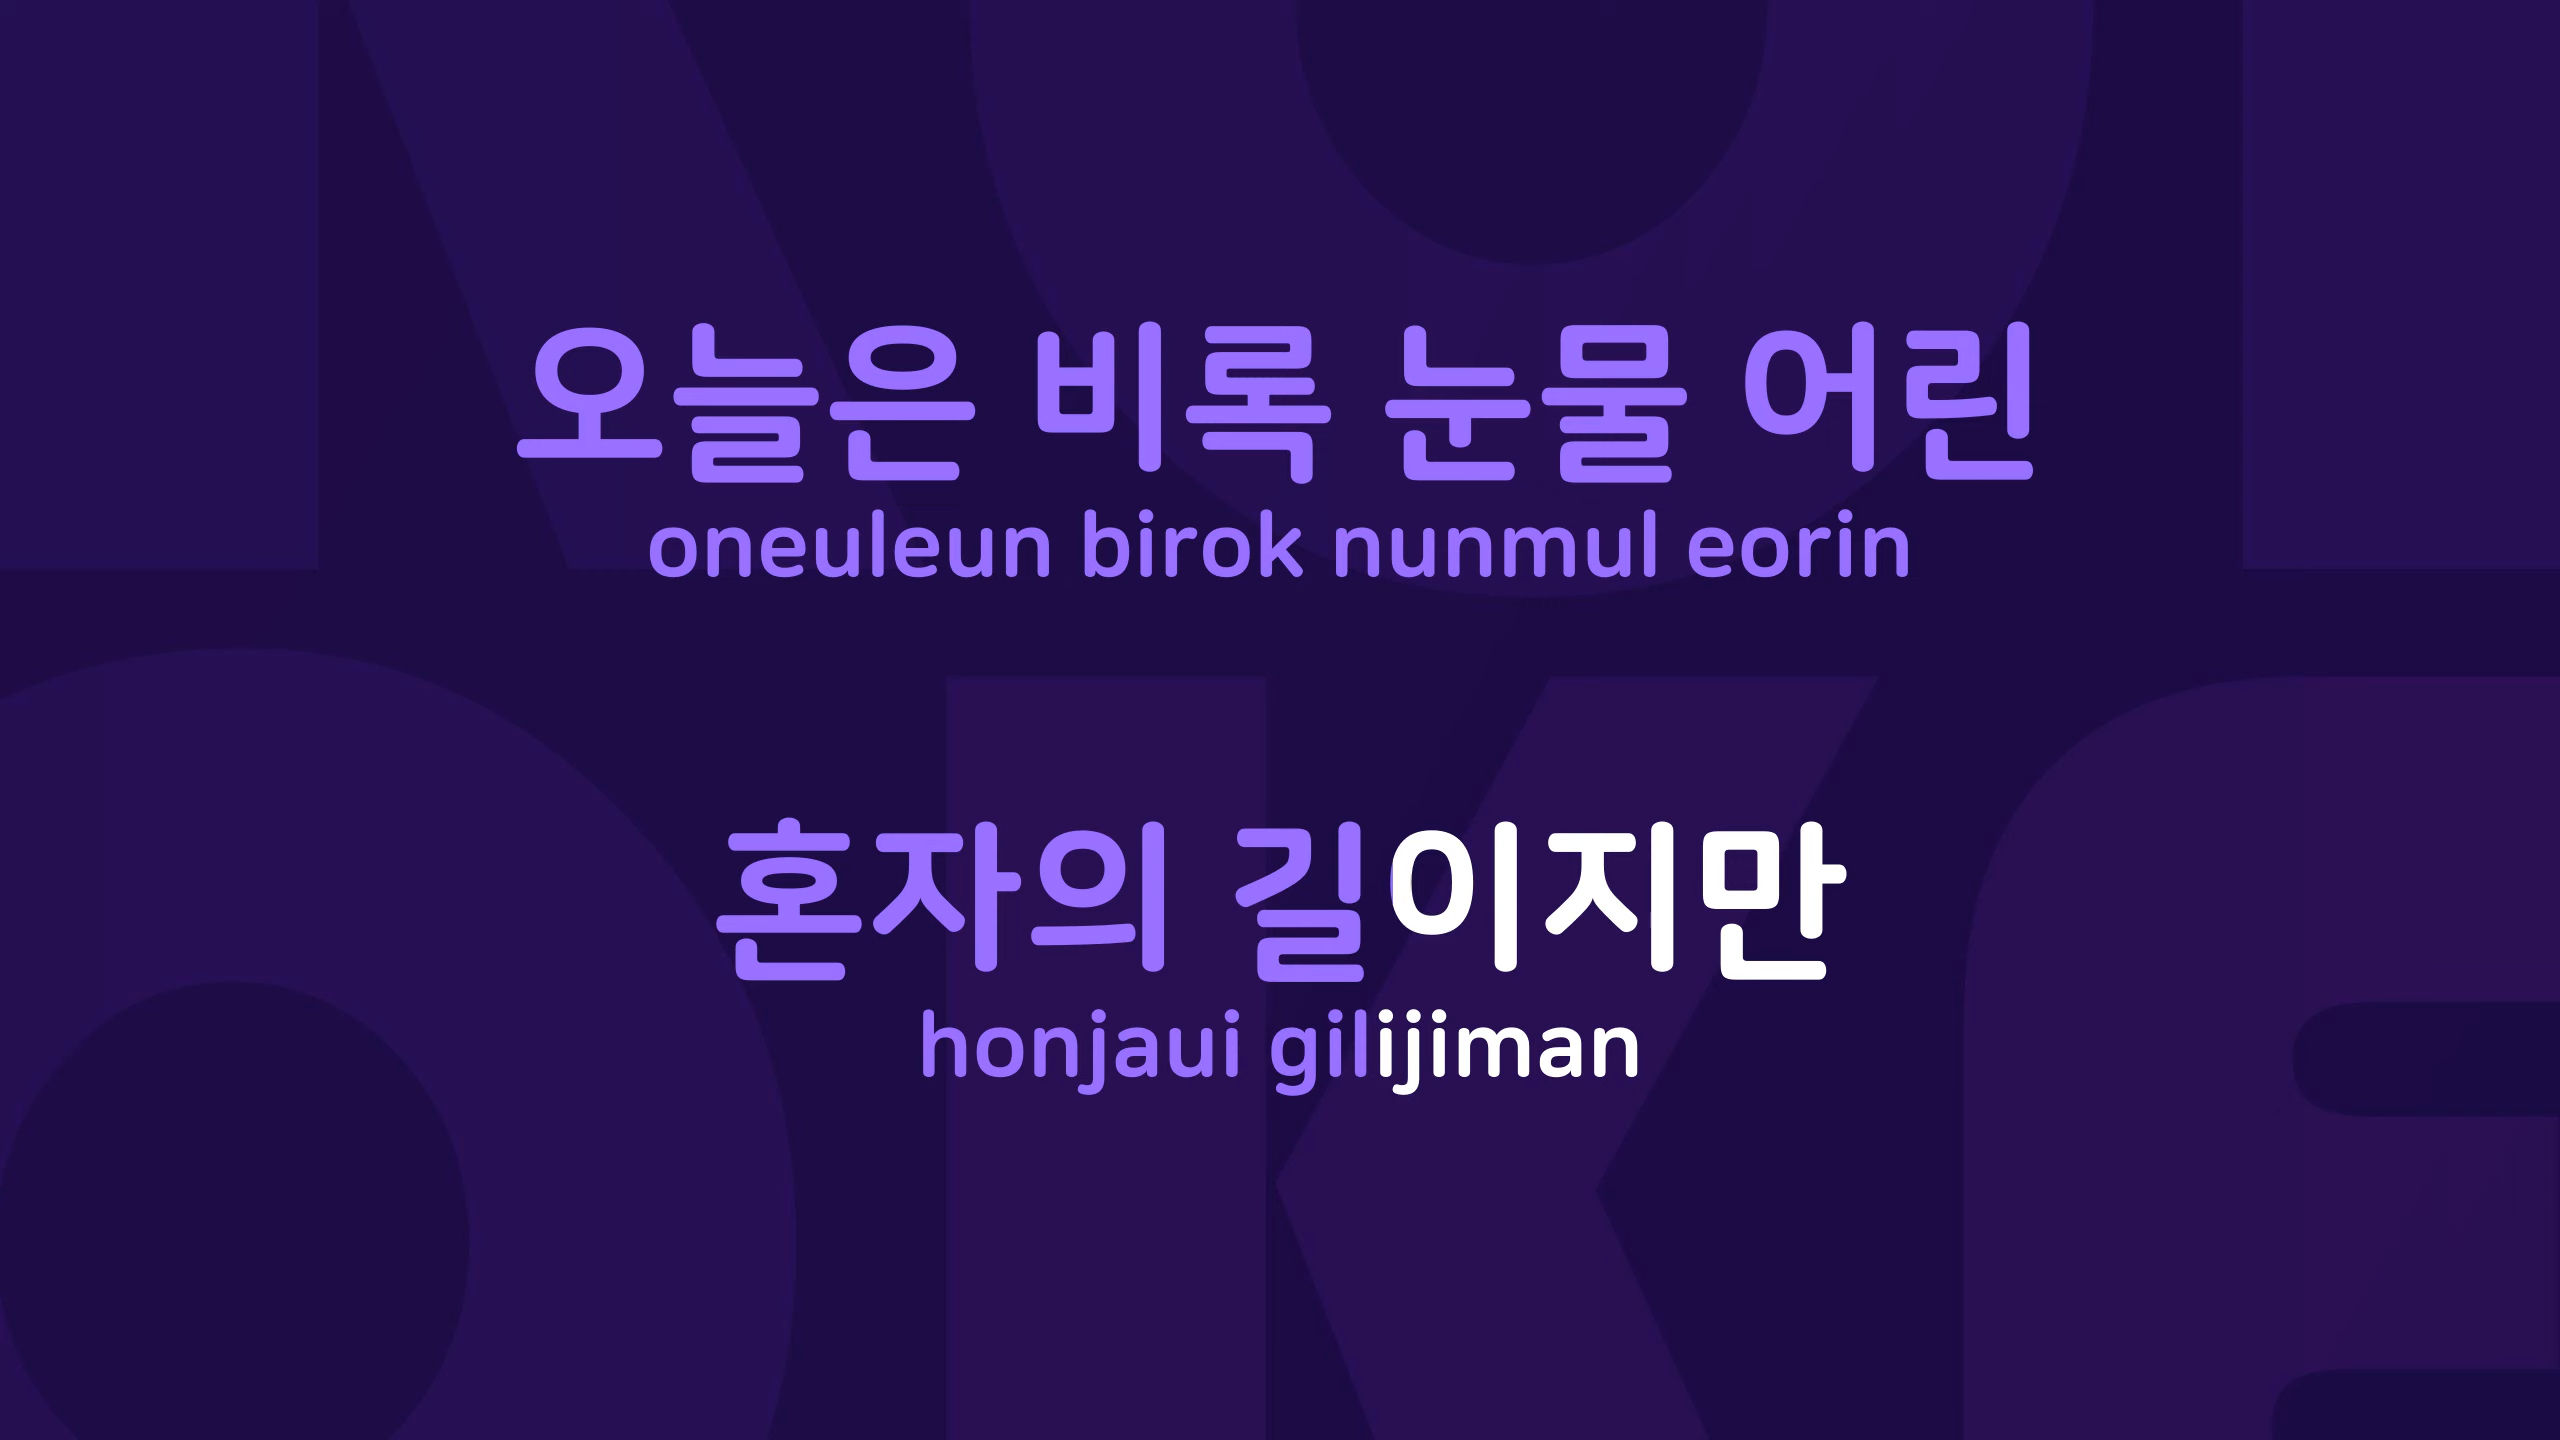 오늘은 비록 눈물 어린
oneuleun birok nunmul eorin
혼자의 길이지만
honjaui gilijiman